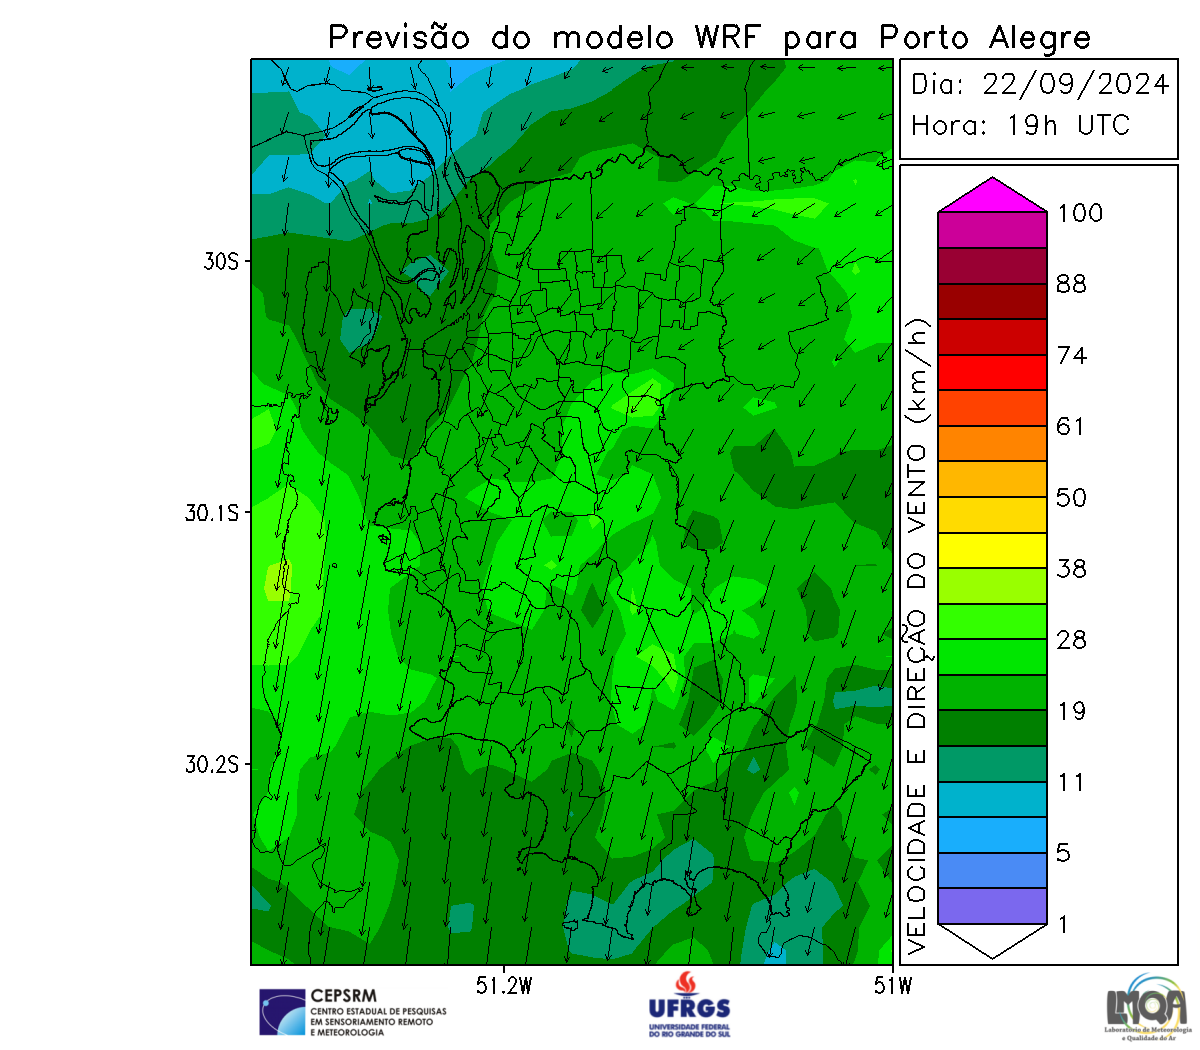 Previsão do modelo WRF para Porto Alegre
Dia: 22/09/2024
Hora: 19h UTC
30S
30.1S
30.2S
51.2W
51W
VELOCIDADE E DIREÇÃO DO VENTO (km/h)
100
88
74
61
50
38
28
19
11
5
1
CEPSRM
CENTRO ESTADUAL DE PESQUISAS
EM SENSORIAMENTO REMOTO
E METEOROLOGIA
UFRGS
UNIVERSIDADE FEDERAL
DO RIO GRANDE DO SUL
LMQA
Laboratório de Meteorologia
e Qualidade do Ar